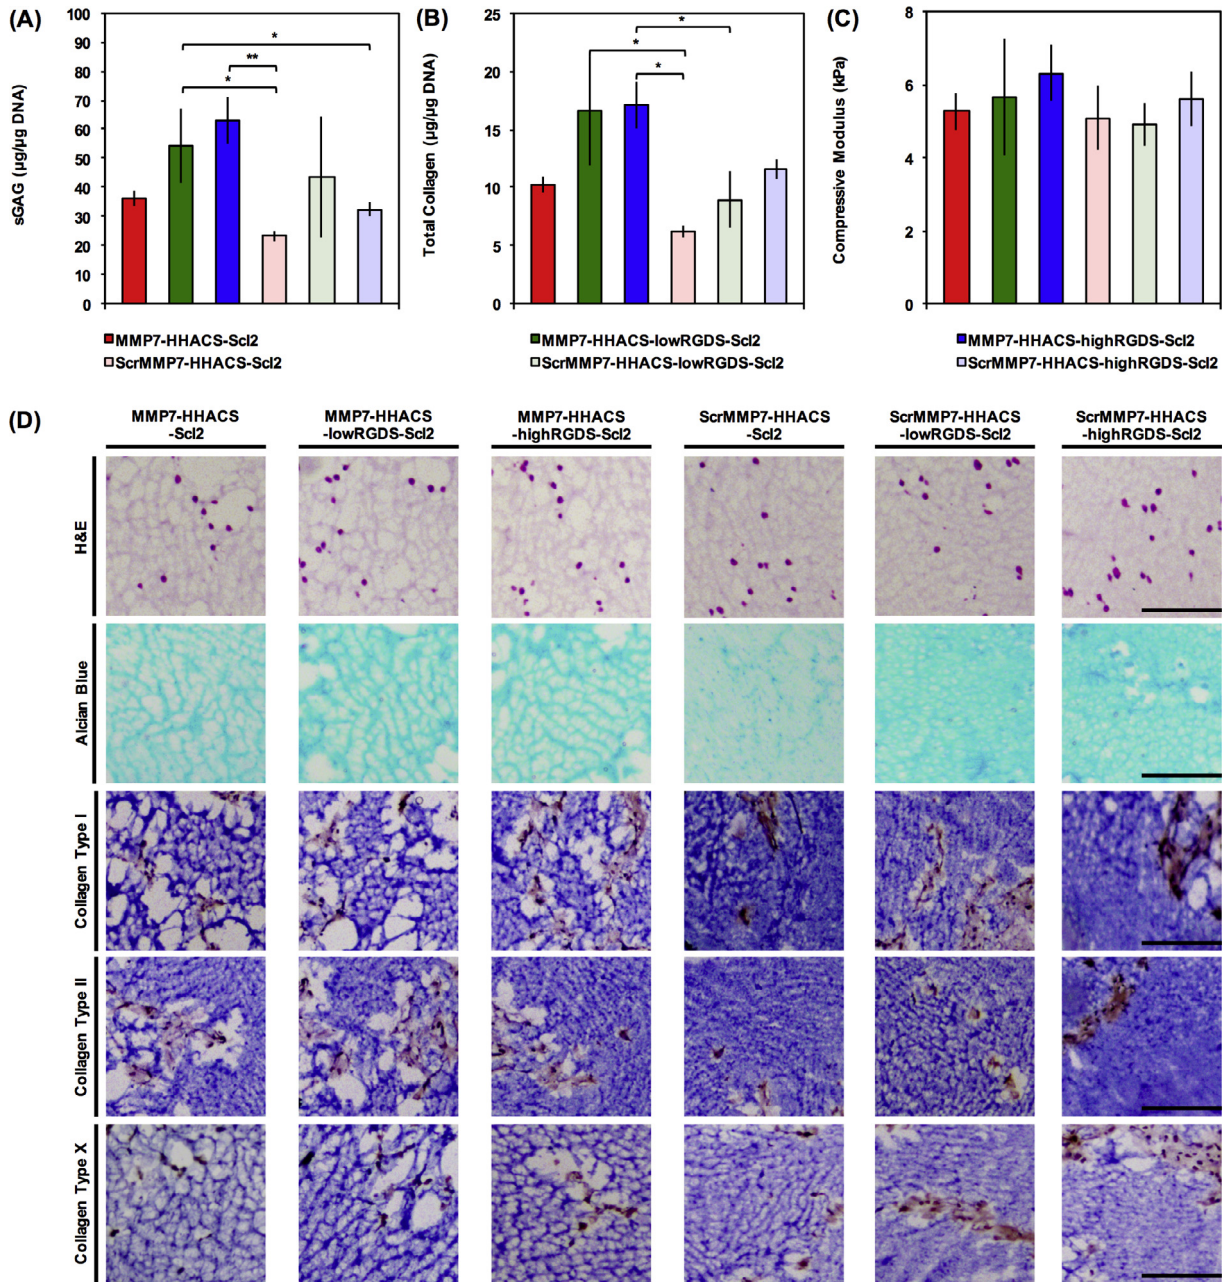 (A)
100
90
80
70
60
50
40
30
20
10
0
sGAG (µg/µg DNA)
*
**
*
(B)
25
20
15
10
5
0
Total Collagen (µg/µg DNA)
*
*
*
(C)
8
6
4
2
0
Compressive Modulus (kPa)
MMP7-HHACS-Scl2
ScrMMP7-HHACS-Scl2
MMP7-HHACS-lowRGDS-Scl2
ScrMMP7-HHACS-lowRGDS-Scl2
MMP7-HHACS-highRGDS-Scl2
ScrMMP7-HHACS-highRGDS-Scl2
(D)
MMP7-HHACS
-Scl2
MMP7-HHACS
-lowRGDS-Scl2
MMP7-HHACS
-highRGDS-Scl2
ScrMMP7-HHACS
-Scl2
ScrMMP7-HHACS
-lowRGDS-Scl2
ScrMMP7-HHACS
-highRGDS-Scl2
H&E
Alcian Blue
Collagen Type I
Collagen Type II
Collagen Type X